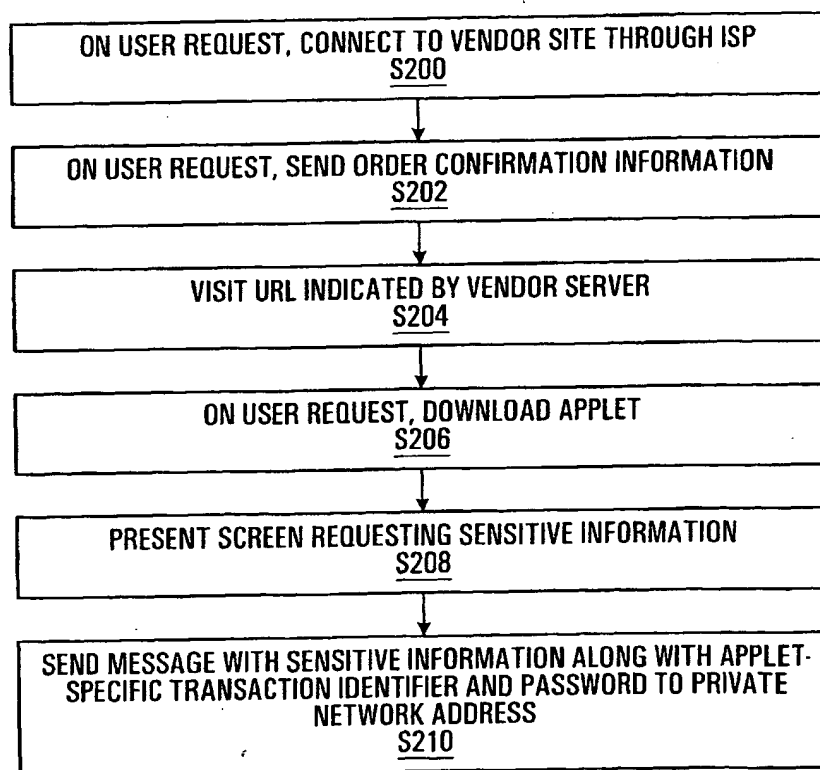 ON USER REQUEST, CONNECT TO VENDOR SITE THROUGH ISP
S200
ON USER REQUEST, SEND ORDER CONFIRMATION INFORMATION
S202
VISIT URL INDICATED BY VENDOR SERVER
S204
ON USER REQUEST, DOWNLOAD APPLET
S206
PRESENT SCREEN REQUESTING SENSITIVE INFORMATION
S208
SEND MESSAGE WITH SENSITIVE INFORMATION ALONG WITH APPLET-
SPECIFIC TRANSACTION IDENTIFIER AND PASSWORD TO PRIVATE
NETWORK ADDRESS
S210